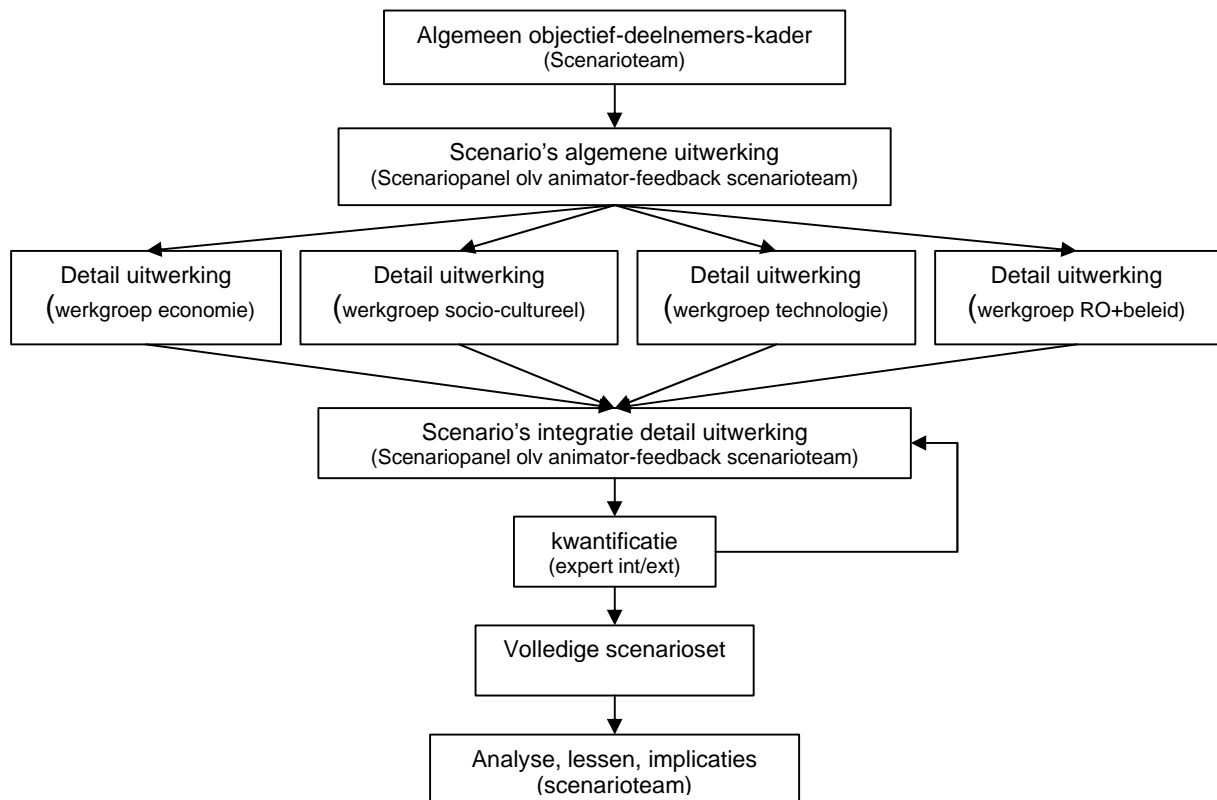 Algemeen objectief-deelnemers-kader
(Scenarioteam)
Scenario's algemene uitwerking
(Scenariopanel olv animator-feedback scenarioteam)
Detail uitwerking
(werkgroep economie)
Detail uitwerking
(werkgroep socio-cultureel)
Detail uitwerking
(werkgroep technologie)
Detail uitwerking
(werkgroep RO+beleid)
Scenario's integratie detail uitwerking
(Scenariopanel olv animator-feedback scenarioteam)
kwantificatie
(expert int/ext)
Volledige scenarioset
Analyse, lessen, implicaties
(scenarioteam)